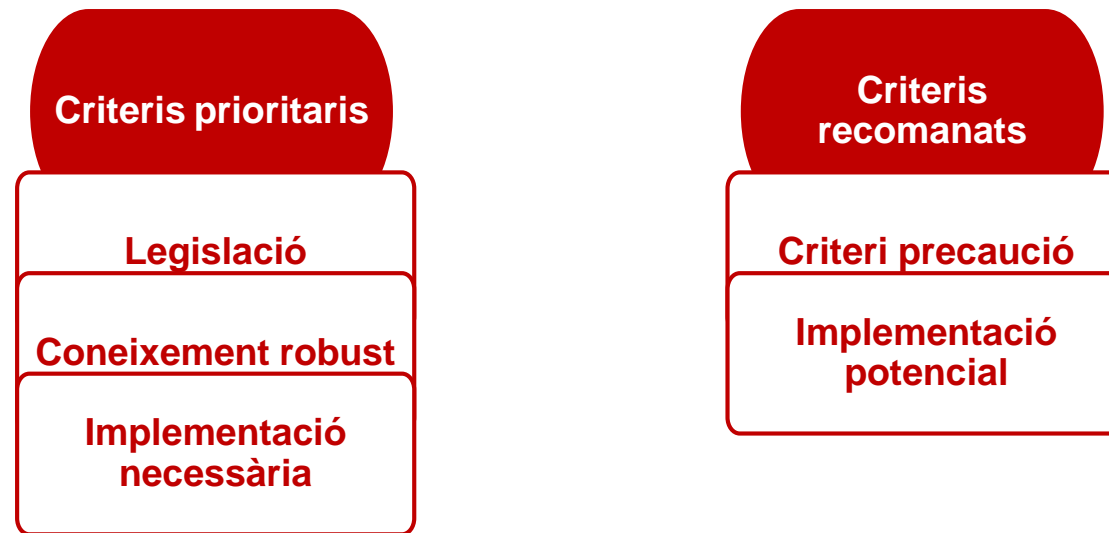 Criteris prioritaris
Legislació
Coneixement robust
Implementació
necessària
Criteris
recomanats
Criteri precaució
Implementació
potencial